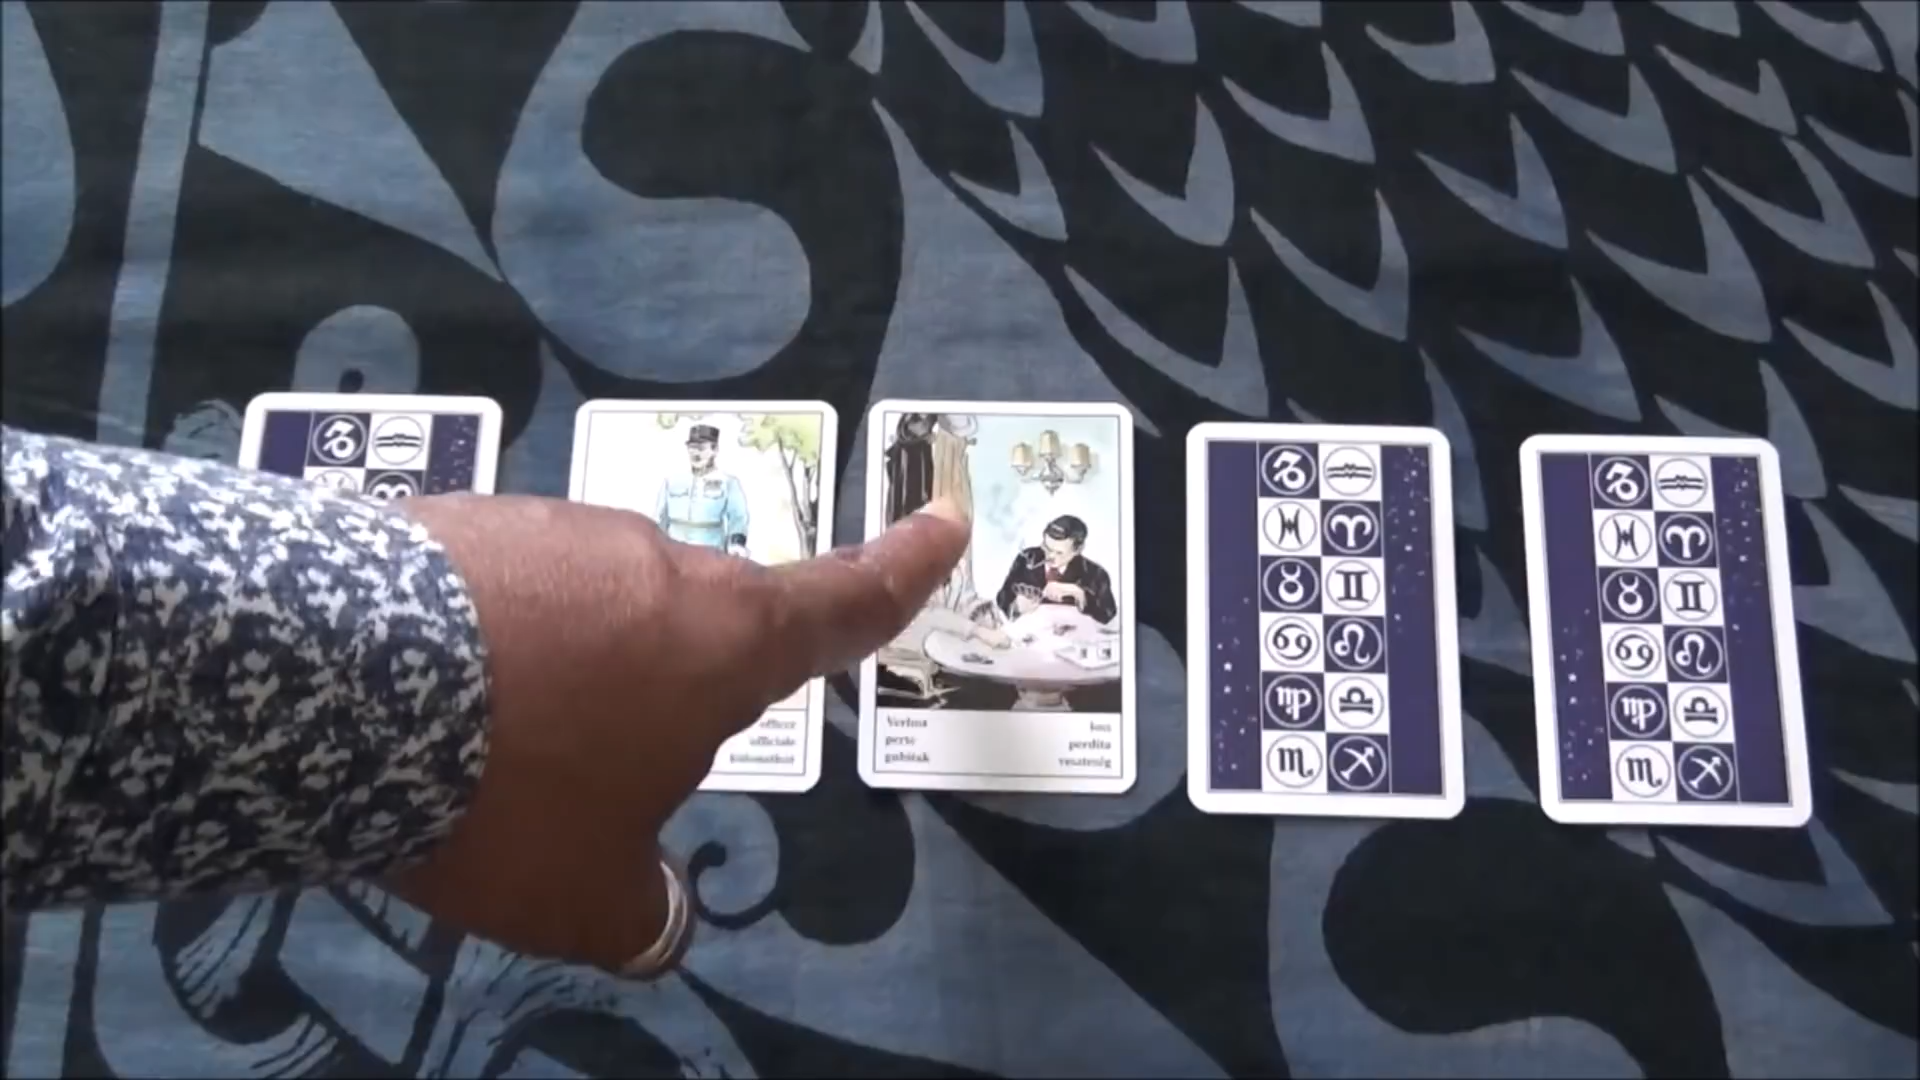 officer
ufficiale
Verlust
loss
perte
perdita
gubitak
veszteség